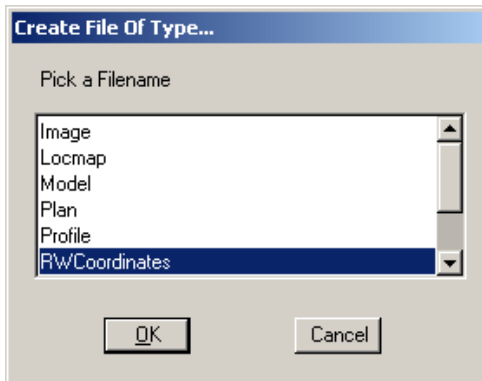 Create File Of Type...
Pick a Filename
Image
Locmap
Model
Plan
Profile
RWCoordinates
OK Cancel